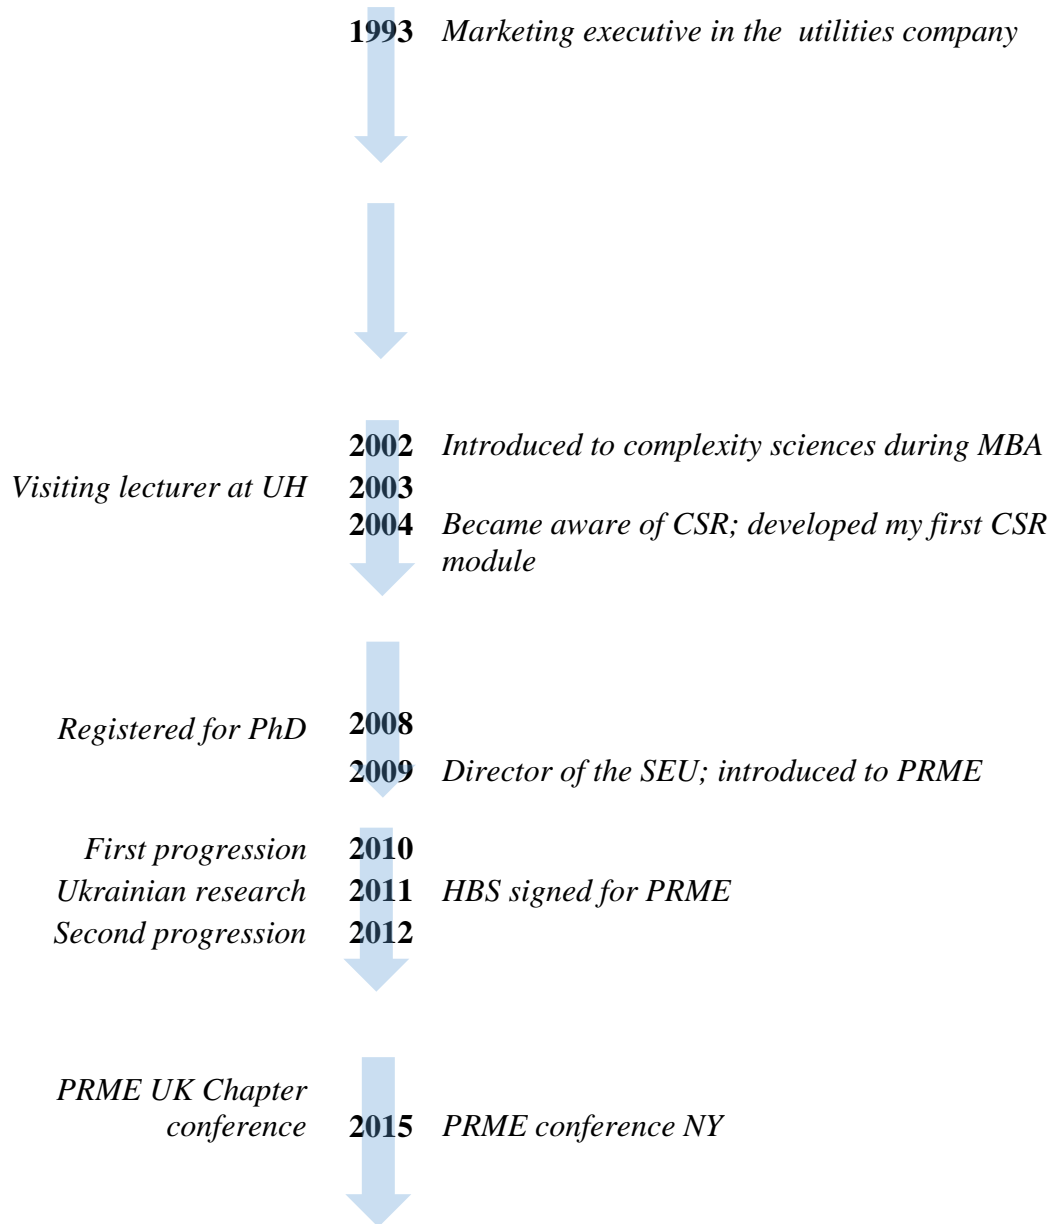 1993 Marketing executive in the utilities company
2002 Introduced to complexity sciences during MBA
Visiting lecturer at UH 2003
2004 Became aware of CSR; developed my first CSR
module
Registered for PhD 2008
2009 Director of the SEU; introduced to PRME
First progression 2010
Ukrainian research 2011 HBS signed for PRME
Second progression 2012
PRME UK Chapter
conference 2015 PRME conference NY